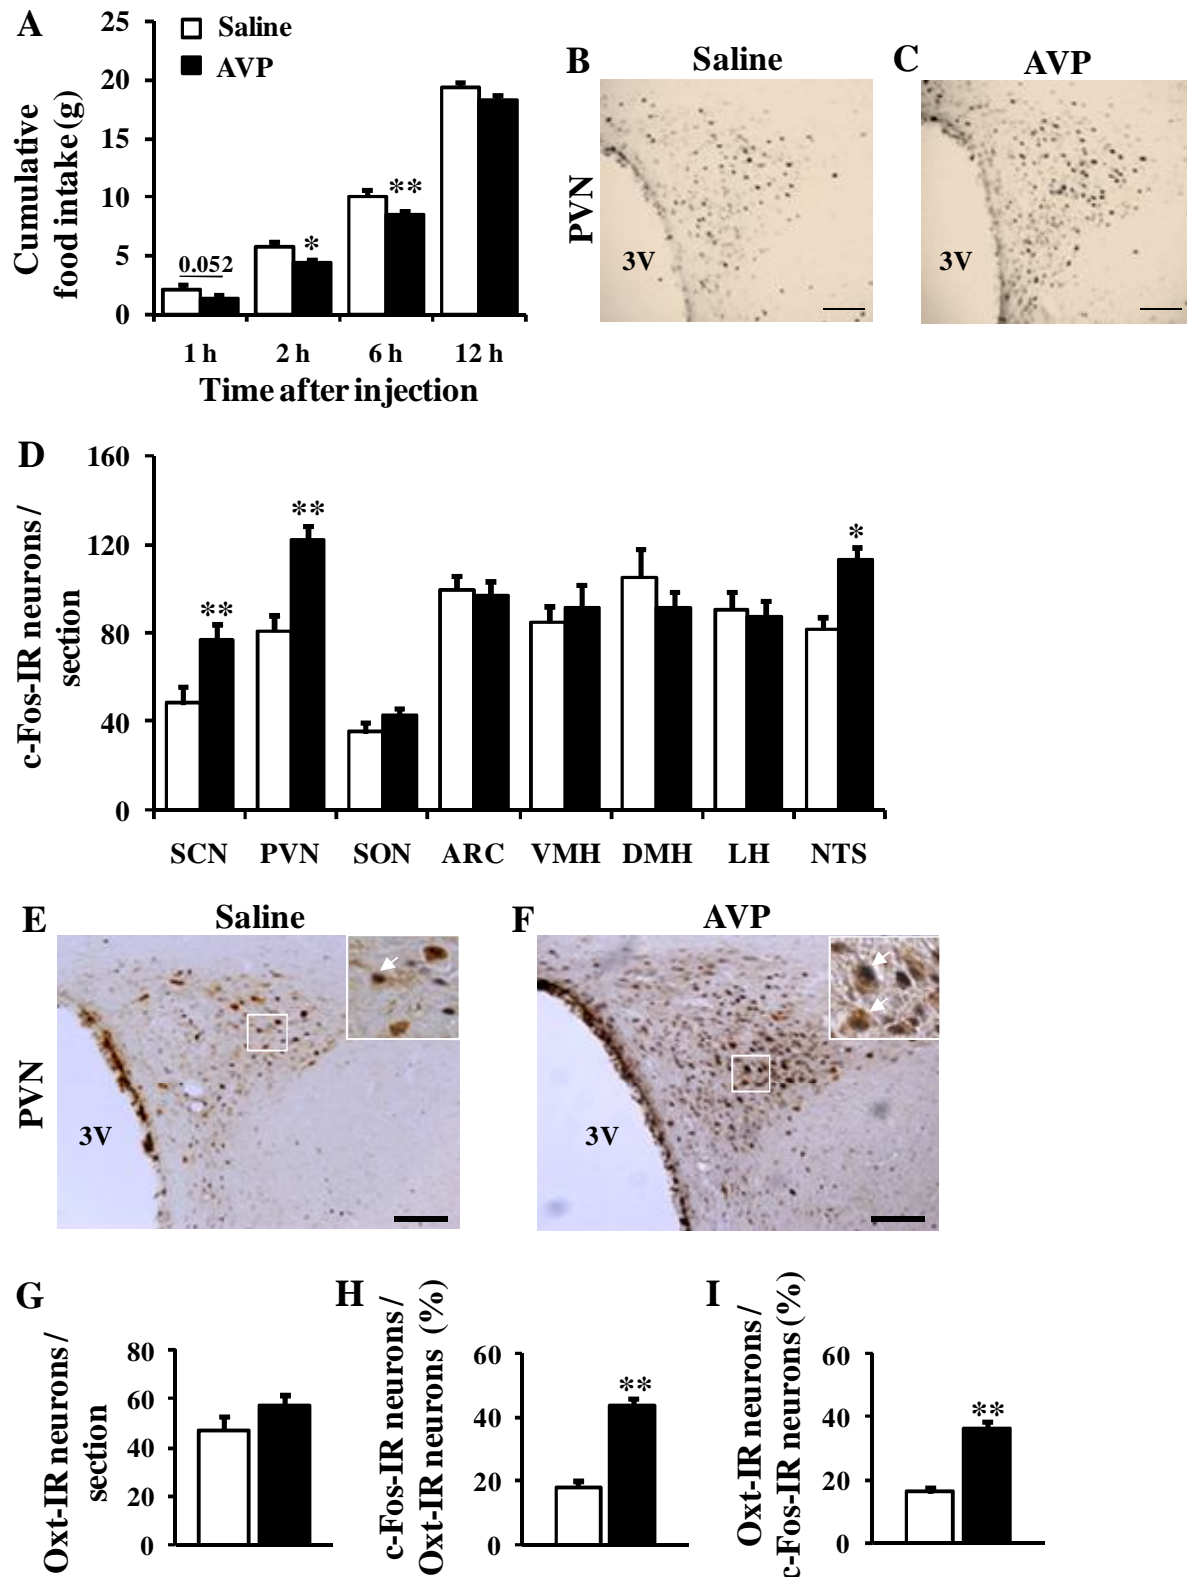 A
25
20
15
10
5
0
Saline
AVP
Cumulative
food intake (g)
0.052
*
**
1 h
2 h
6 h
12 h
Time after injection
B
Saline
C
AVP
PVN
3V
3V
D
160
120
80
40
0
c-Fos-IR neurons /
section
**
**
*
SCN
PVN
SON
ARC
VMH
DMH
LH
NTS
E
Saline
F
AVP
PVN
3V
3V
G
Oxt-IR neurons /
section
80
60
40
20
0
H
c-Fos-IR neurons /
Oxt-IR neurons (%)
60
40
20
0
**
I
Oxt-IR neurons /
c-Fos-IR neurons (%)
60
40
20
0
**